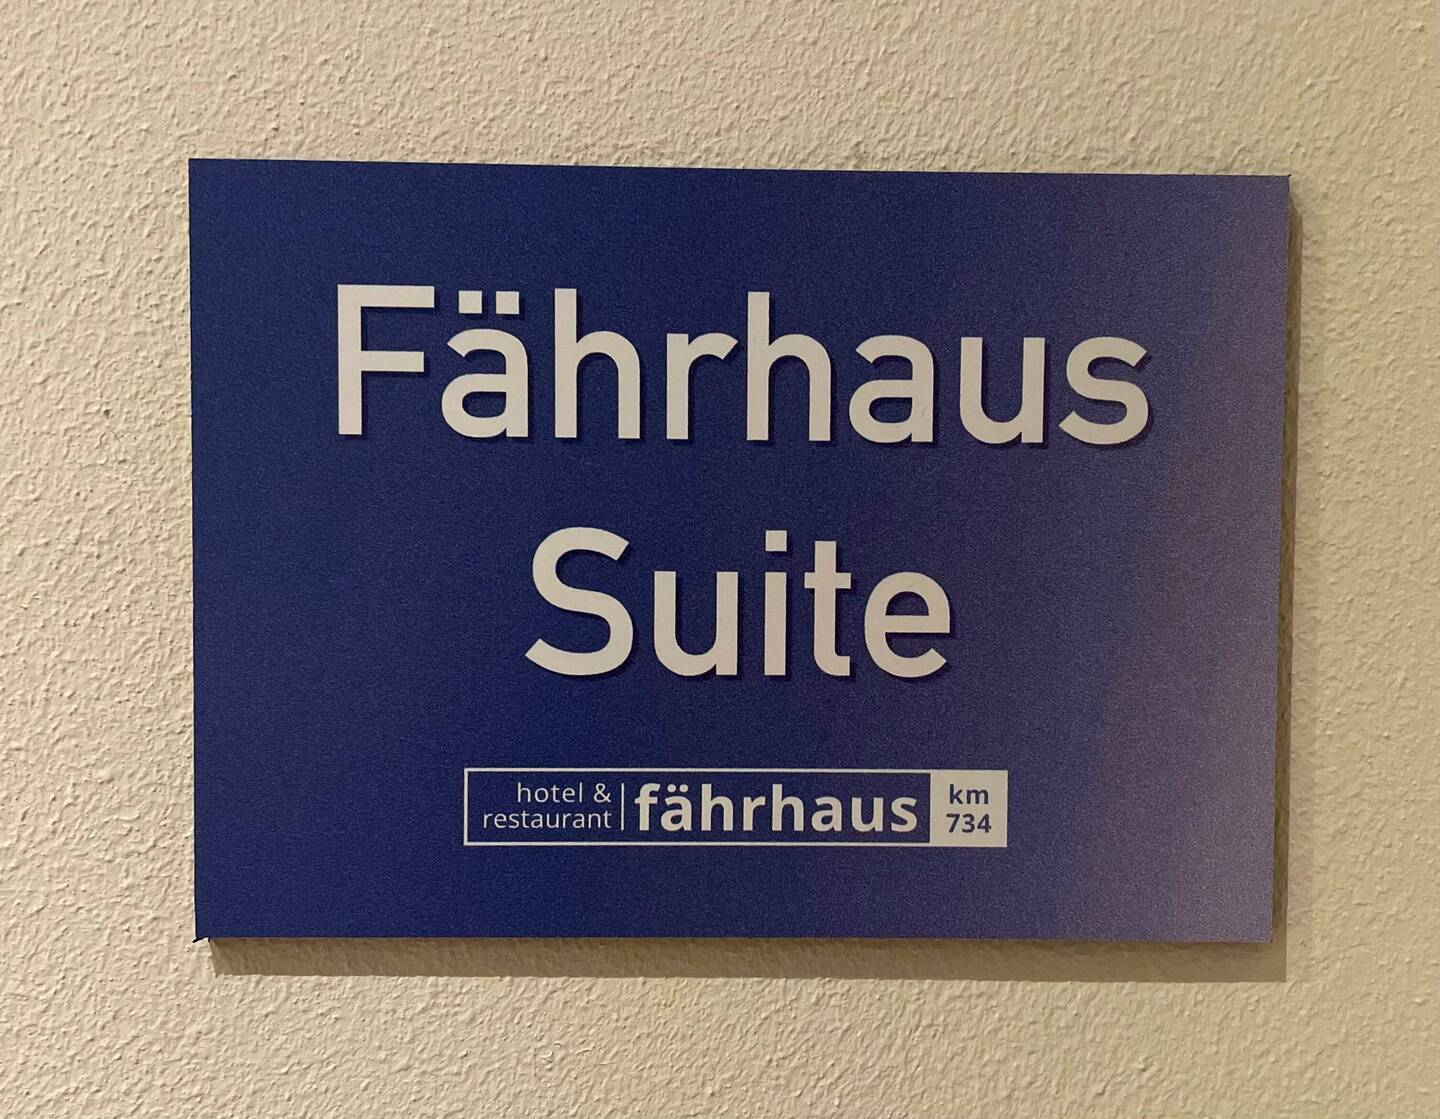 Fährhaus
Suite
hotel &
restaurant
fährhaus
km
734